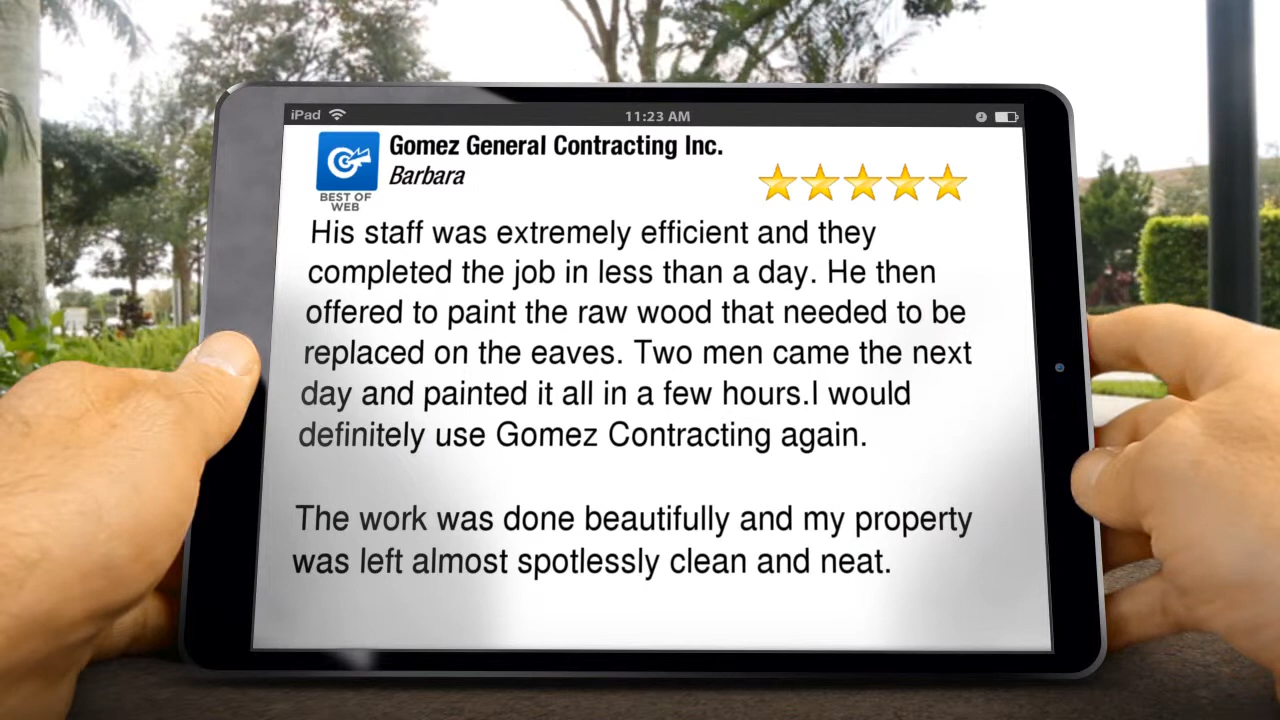 iPad 11:23 AM
Gomez General Contracting Inc.
Barbara
BEST OF
WEB
His staff was extremely efficient and they
completed the job in less than a day. He then
offered to paint the raw wood that needed to be
replaced on the eaves. Two men came the next
day and painted it all in a few hours.I would
definitely use Gomez Contracting again.
The work was done beautifully and my property
was left almost spotlessly clean and neat.